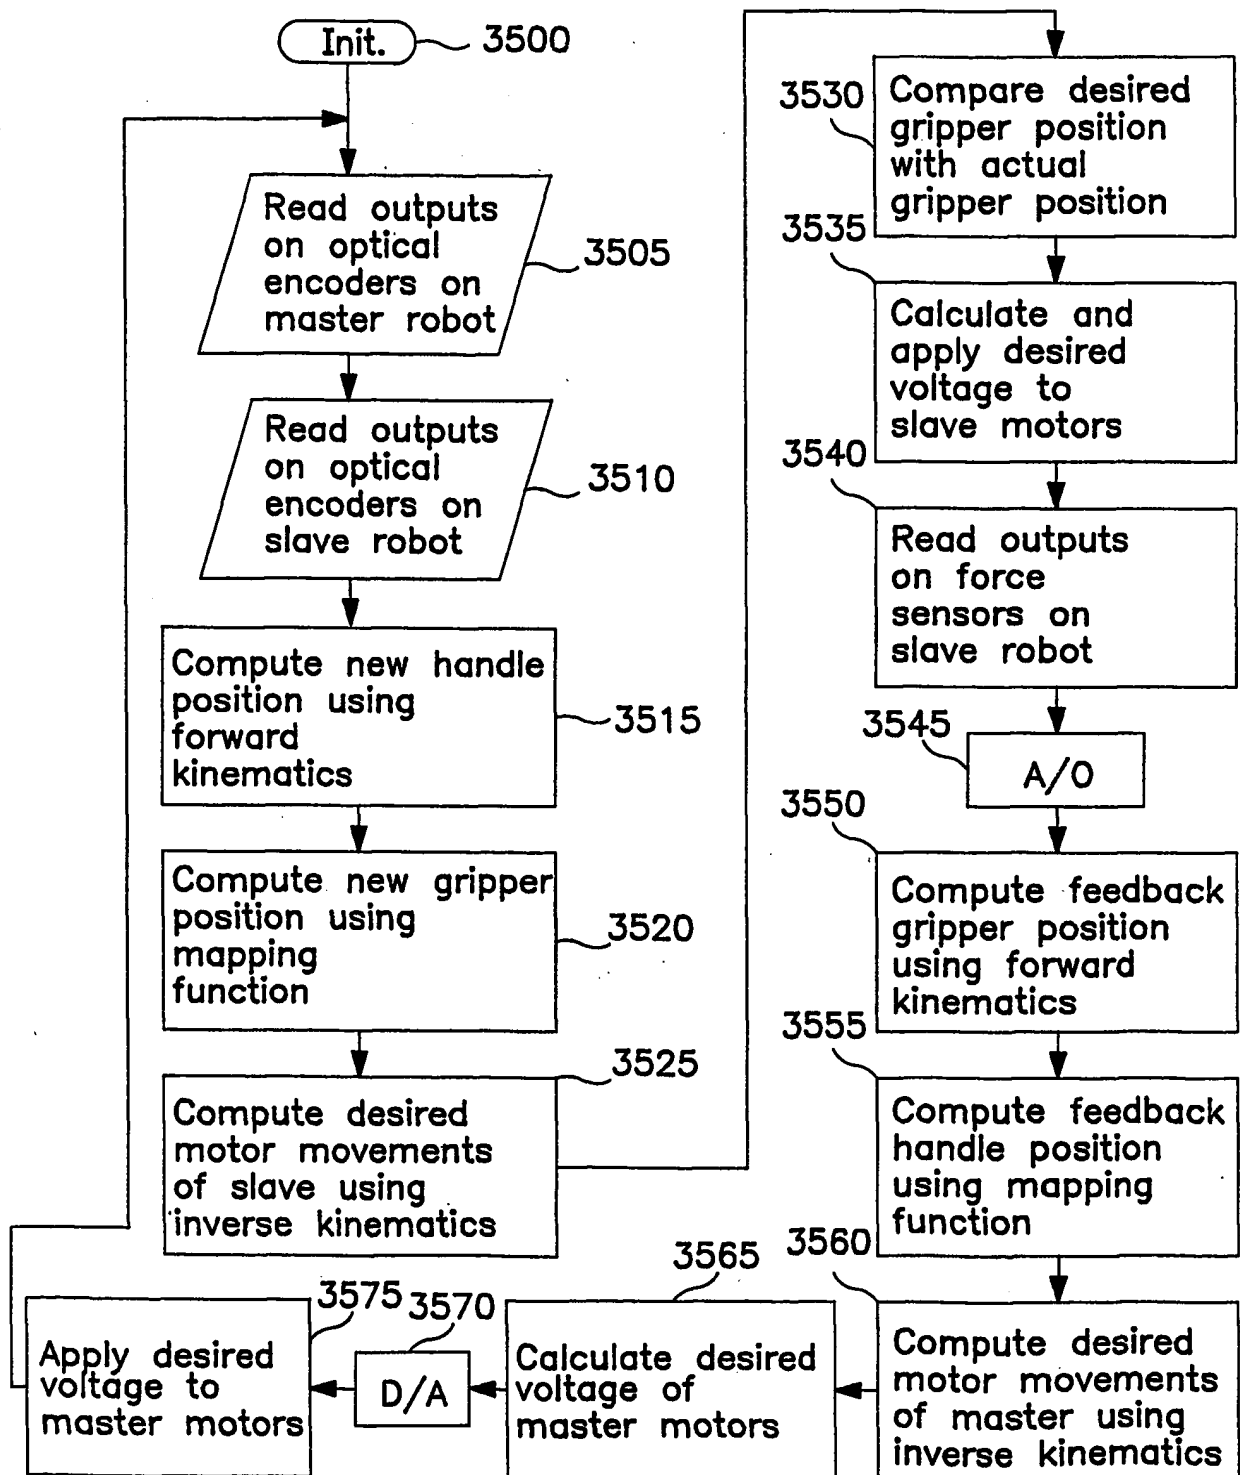 Init.
3500
Read outputs
on optical
encoders on
master robot
3505
Read outputs
on optical
encoders on
slave robot
3510
Compute new handle
position using
forward
kinematics
3515
Compute new gripper
position using
mapping
function
3520
3525
Compute desired
motor movements
of slave using
inverse kinematics
3530
Compare desired
gripper position
with actual
gripper position
3535
Calculate and
apply desired
voltage to
slave motors
3540
Read outputs
on force
sensors on
slave robot
3545
A/O
3550
Compute feedback
gripper position
using forward
kinematics
3555
Compute feedback
handle position
using mapping
function
3560
Compute desired
motor movements
of master using
inverse kinematics
3565
Calculate desired
voltage of
master motors
3570
D/A
3575
Apply desired
voltage to
master motors